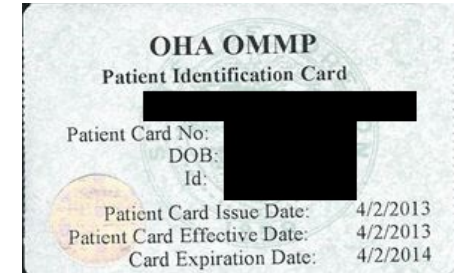 OHA OMMP
Patient Identification Card
Patient Card No:
DOB:
Id:
Patient Card Issue Date: 4/2/2013
Patient Card Effective Date: 4/2/2013
Card Expiration Date: 4/2/2014